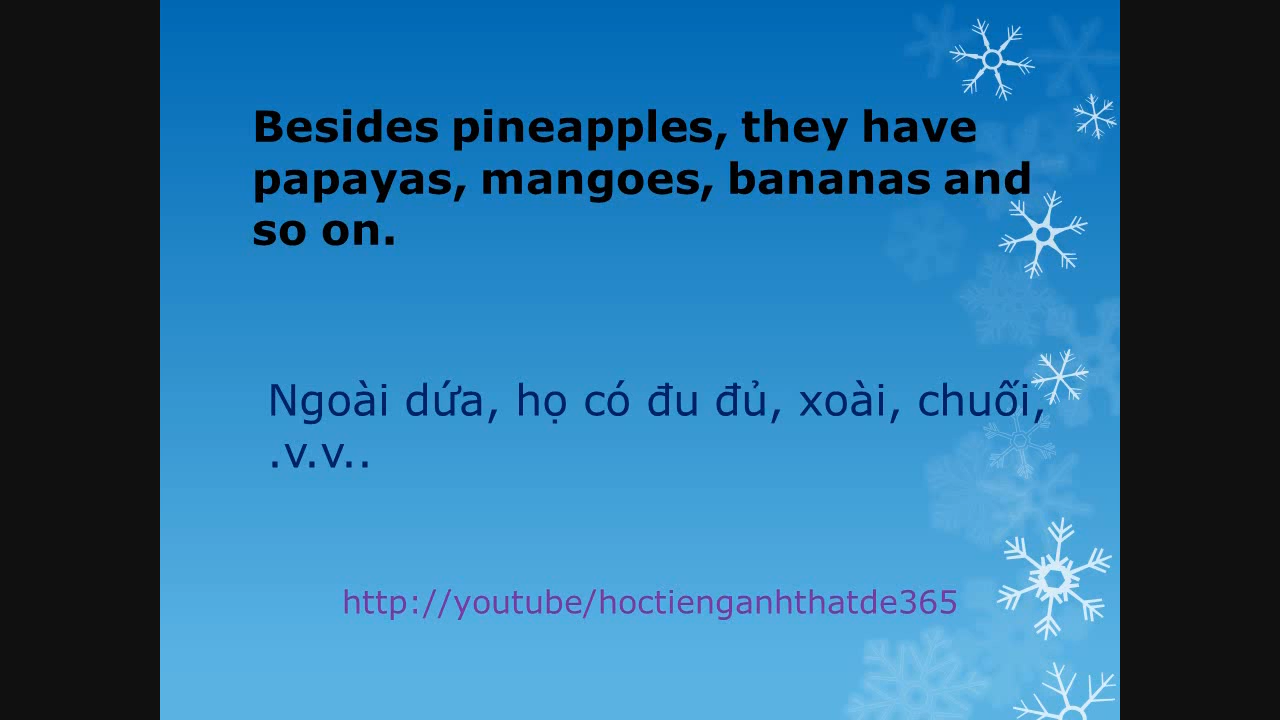 Besides pineapples, they have
papayas, mangoes, bananas and
so on.
Ngoài dứa, họ có đu đủ, xoài, chuối,
.v.v..
http://youtube/hoctienganhthatde365